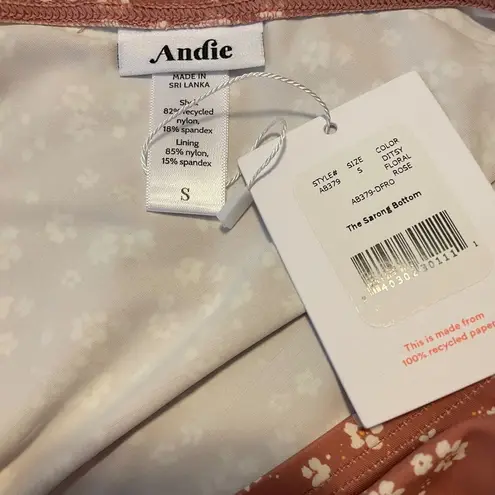 Andie
MADE IN
SRI LANKA
82% recycled
nylon,
18% spandex
Lining
85% nylon,
15% spandex
S
STYLE# SIZE COLOR
AB379 S DITSY
FLORAL
ROSE
AB379-DFRO
The Sarong Bottom
This is made from
100% recycled paper